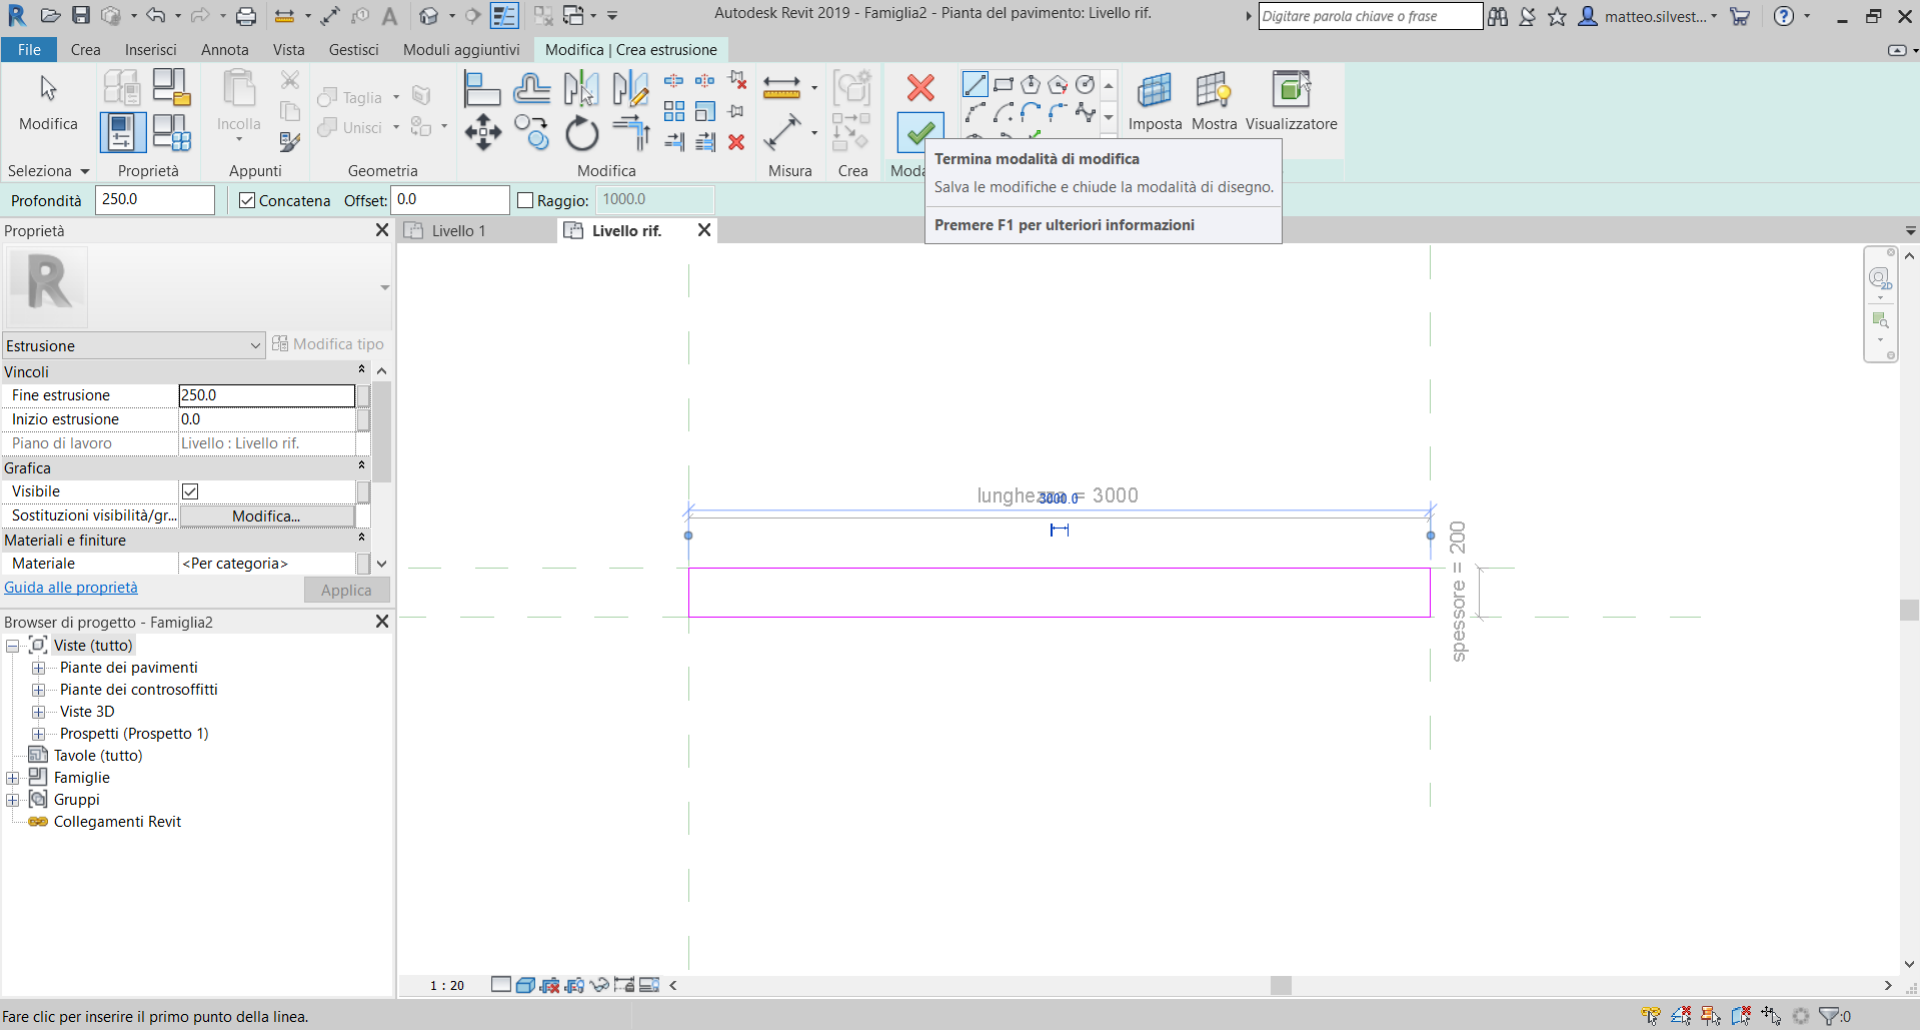 Autodesk Revit 2019 - Famiglia2 - Pianta del pavimento: Livello rif.
Digitare parola chiave o frase
matteo.silvest...
File Crea Inserisci Annota Vista Gestisci Moduli aggiuntivi Modifica | Crea estrusione
Modifica
Incolla
Taglia
Unisci
Imposta Mostra Visualizzatore
Seleziona Proprietà Appunti Geometria Modifica Misura Crea Moda
Termina modalità di modifica
Salva le modifiche e chiude la modalità di disegno.
Premere F1 per ulteriori informazioni
Profondità 250.0 Concatena Offset: 0.0 Raggio: 1000.0
Proprietà
Livello 1
Livello rif.
2D
Estrusione
Modifica tipo
Vincoli
Fine estrusione 250.0
Inizio estrusione 0.0
Piano di lavoro Livello : Livello rif.
Grafica
Visibile
Sostituzioni visibilità/gr... Modifica...
Materiali e finiture
Materiale <Per categoria>
Guida alle proprietà Applica
Browser di progetto - Famiglia2
Viste (tutto)
Piante dei pavimenti
Piante dei controsoffitti
Viste 3D
Prospetti (Prospetto 1)
Tavole (tutto)
Famiglie
Gruppi
Collegamenti Revit
lunghezza = 3000
3000.0
spessore = 200
1 : 20
Fare clic per inserire il primo punto della linea.
:0